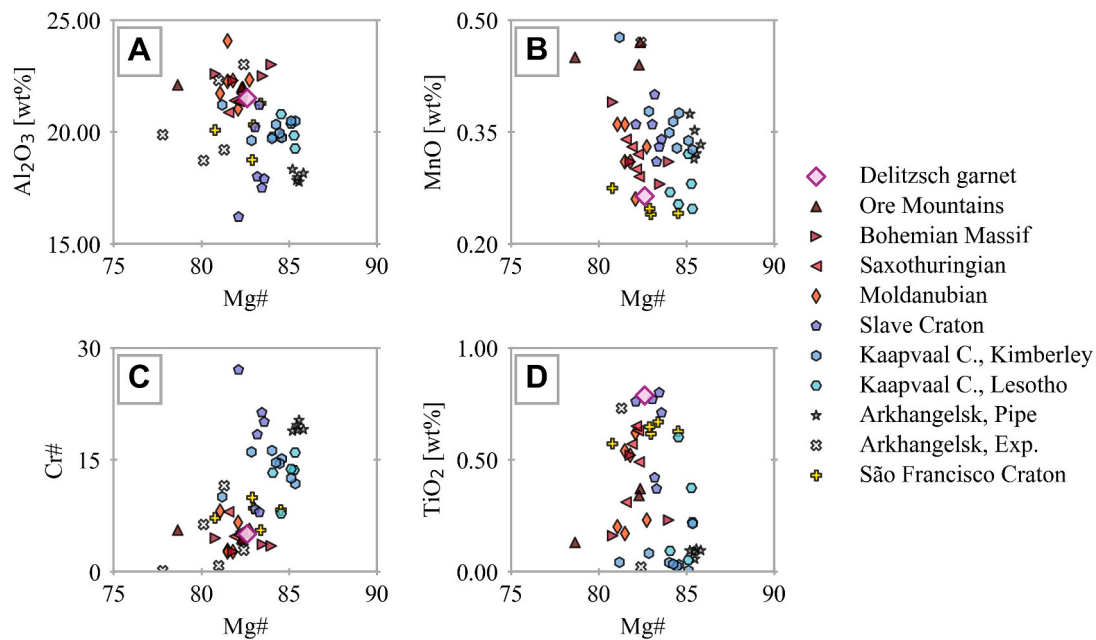 25.00
A
20.00
15.00
Al₂O₃ [wt%]
75 80 85 90
Mg#
0.50
B
0.35
0.20
MnO [wt%]
75 80 85 90
Mg#
30
C
15
0
Cr#
75 80 85 90
Mg#
1.00
D
0.50
0.00
TiO₂ [wt%]
75 80 85 90
Mg#
Delitzsch garnet
Ore Mountains
Bohemian Massif
Saxothuringian
Moldanubian
Slave Craton
Kaapvaal C., Kimberley
Kaapvaal C., Lesotho
Arkhangelsk, Pipe
Arkhangelsk, Exp.
São Francisco Craton